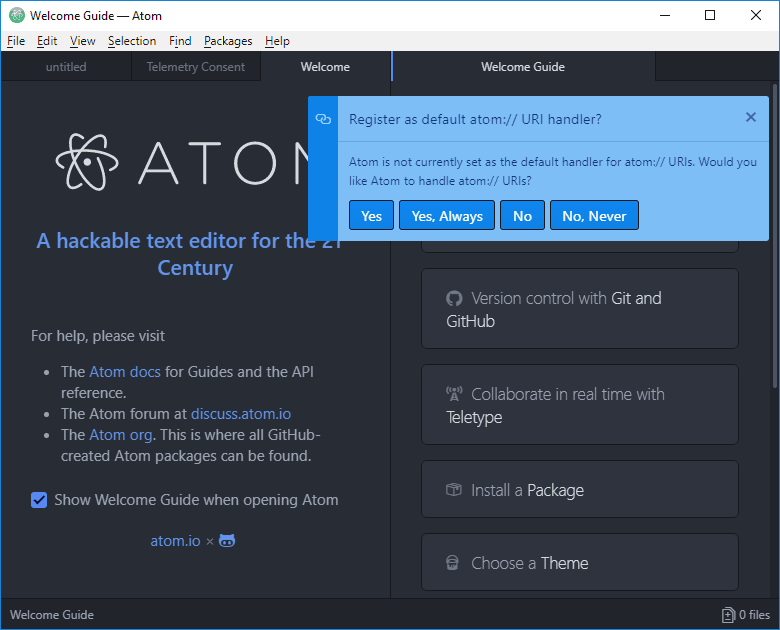 Welcome Guide — Atom
File Edit View Selection Find Packages Help
untitled Telemetry Consent Welcome Welcome Guide
Register as default atom:// URI handler?
Atom is not currently set as the default handler for atom:// URIs. Would you
like Atom to handle atom:// URIs?
Yes Yes, Always No No, Never
ATO
A hackable text editor for the 21
Century
For help, please visit
• The Atom docs for Guides and the API
reference.
• The Atom forum at discuss.atom.io
• The Atom org. This is where all GitHub-
created Atom packages can be found.
Show Welcome Guide when opening Atom
atom.io ×
Version control with Git and
GitHub
Collaborate in real time with
Teletype
Install a Package
Choose a Theme
Welcome Guide 0 files